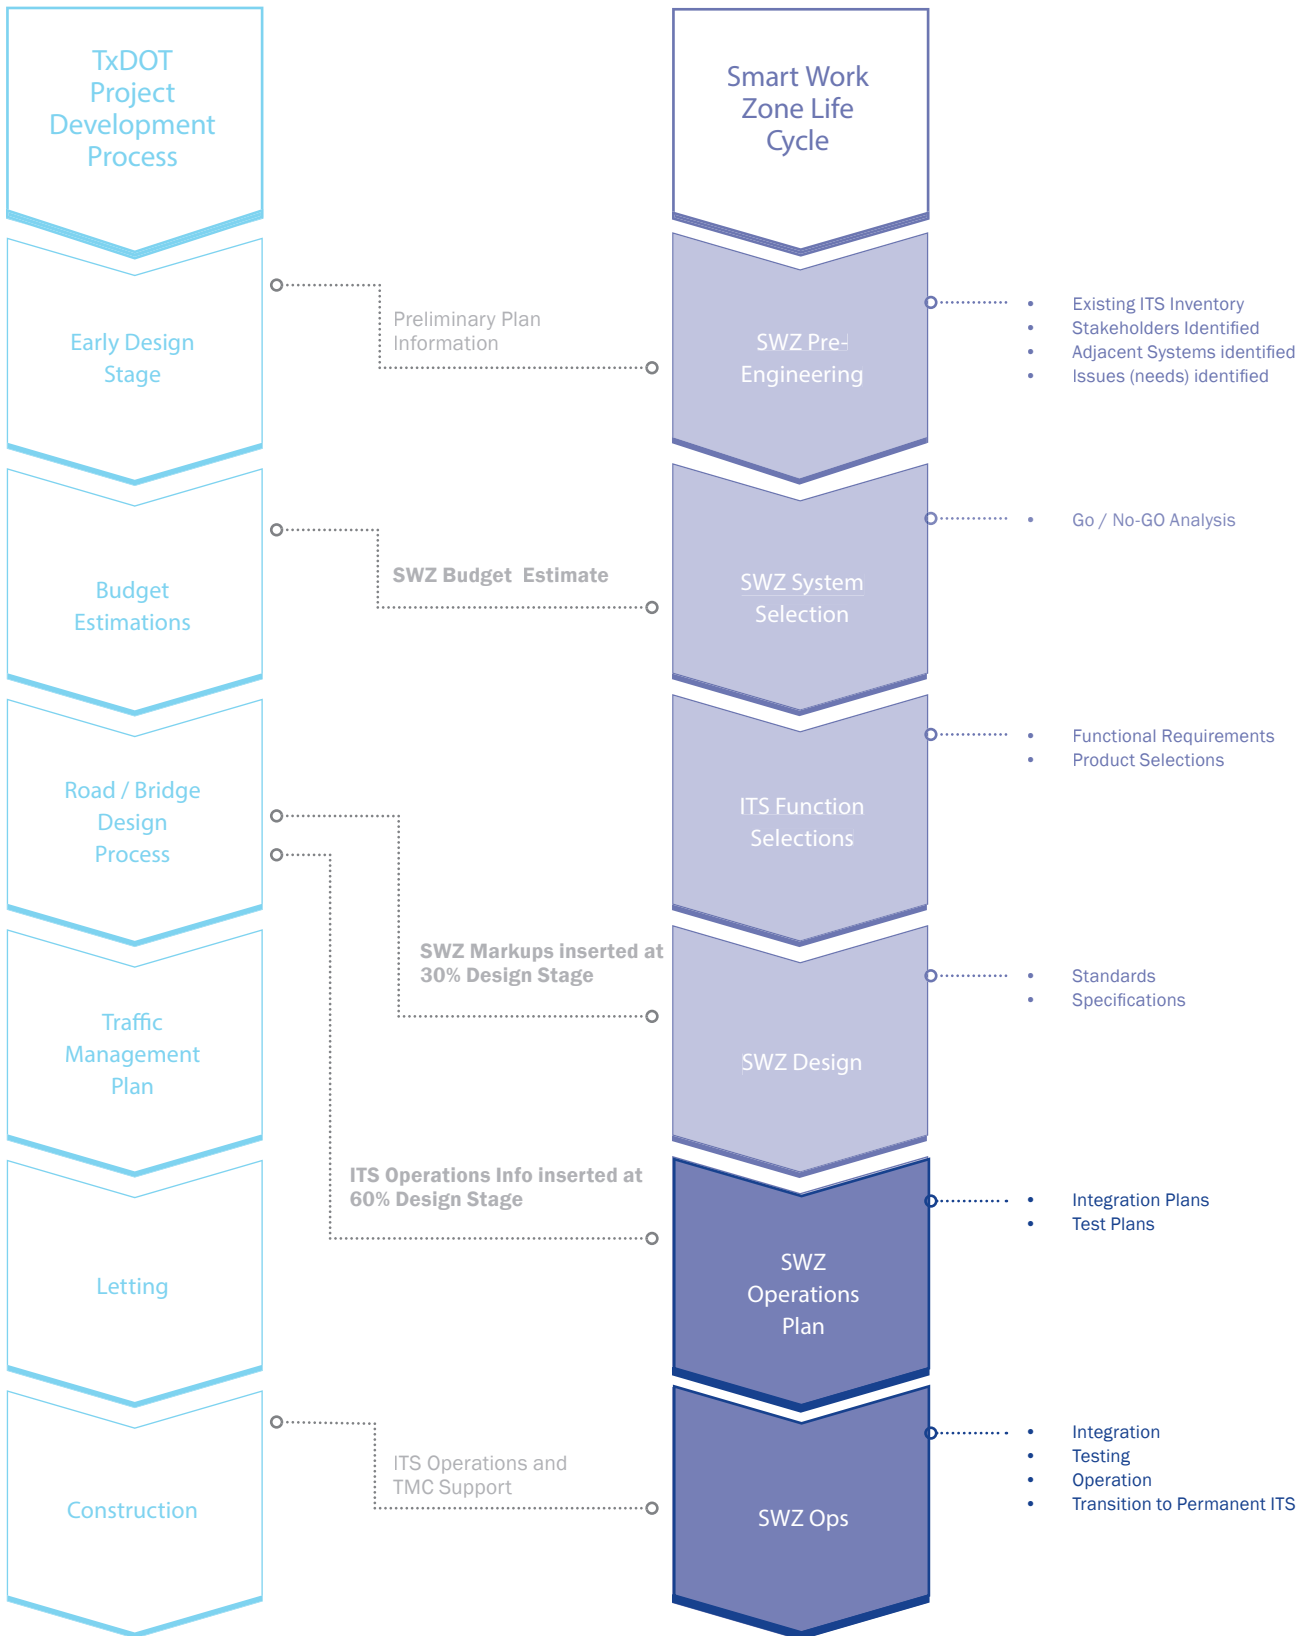 TxDOT
Project
Development
Process
Early Design
Stage
Budget
Estimations
Road / Bridge
Design
Process
Traffic
Management
Plan
Letting
Construction
Preliminary Plan
Information
SWZ Budget Estimate
SWZ Markups inserted at
30% Design Stage
ITS Operations Info inserted at
60% Design Stage
ITS Operations and
TMC Support
Smart Work
Zone Life
Cycle
SWZ Pre-
Engineering
SWZ System
Selection
ITS Function
Selections
SWZ Design
SWZ
Operations
Plan
SWZ Ops
• Existing ITS Inventory
• Stakeholders Identified
• Adjacent Systems identified
• Issues (needs) identified
• Go / No-GO Analysis
• Functional Requirements
• Product Selections
• Standards
• Specifications
• Integration Plans
• Test Plans
• Integration
• Testing
• Operation
• Transition to Permanent ITS